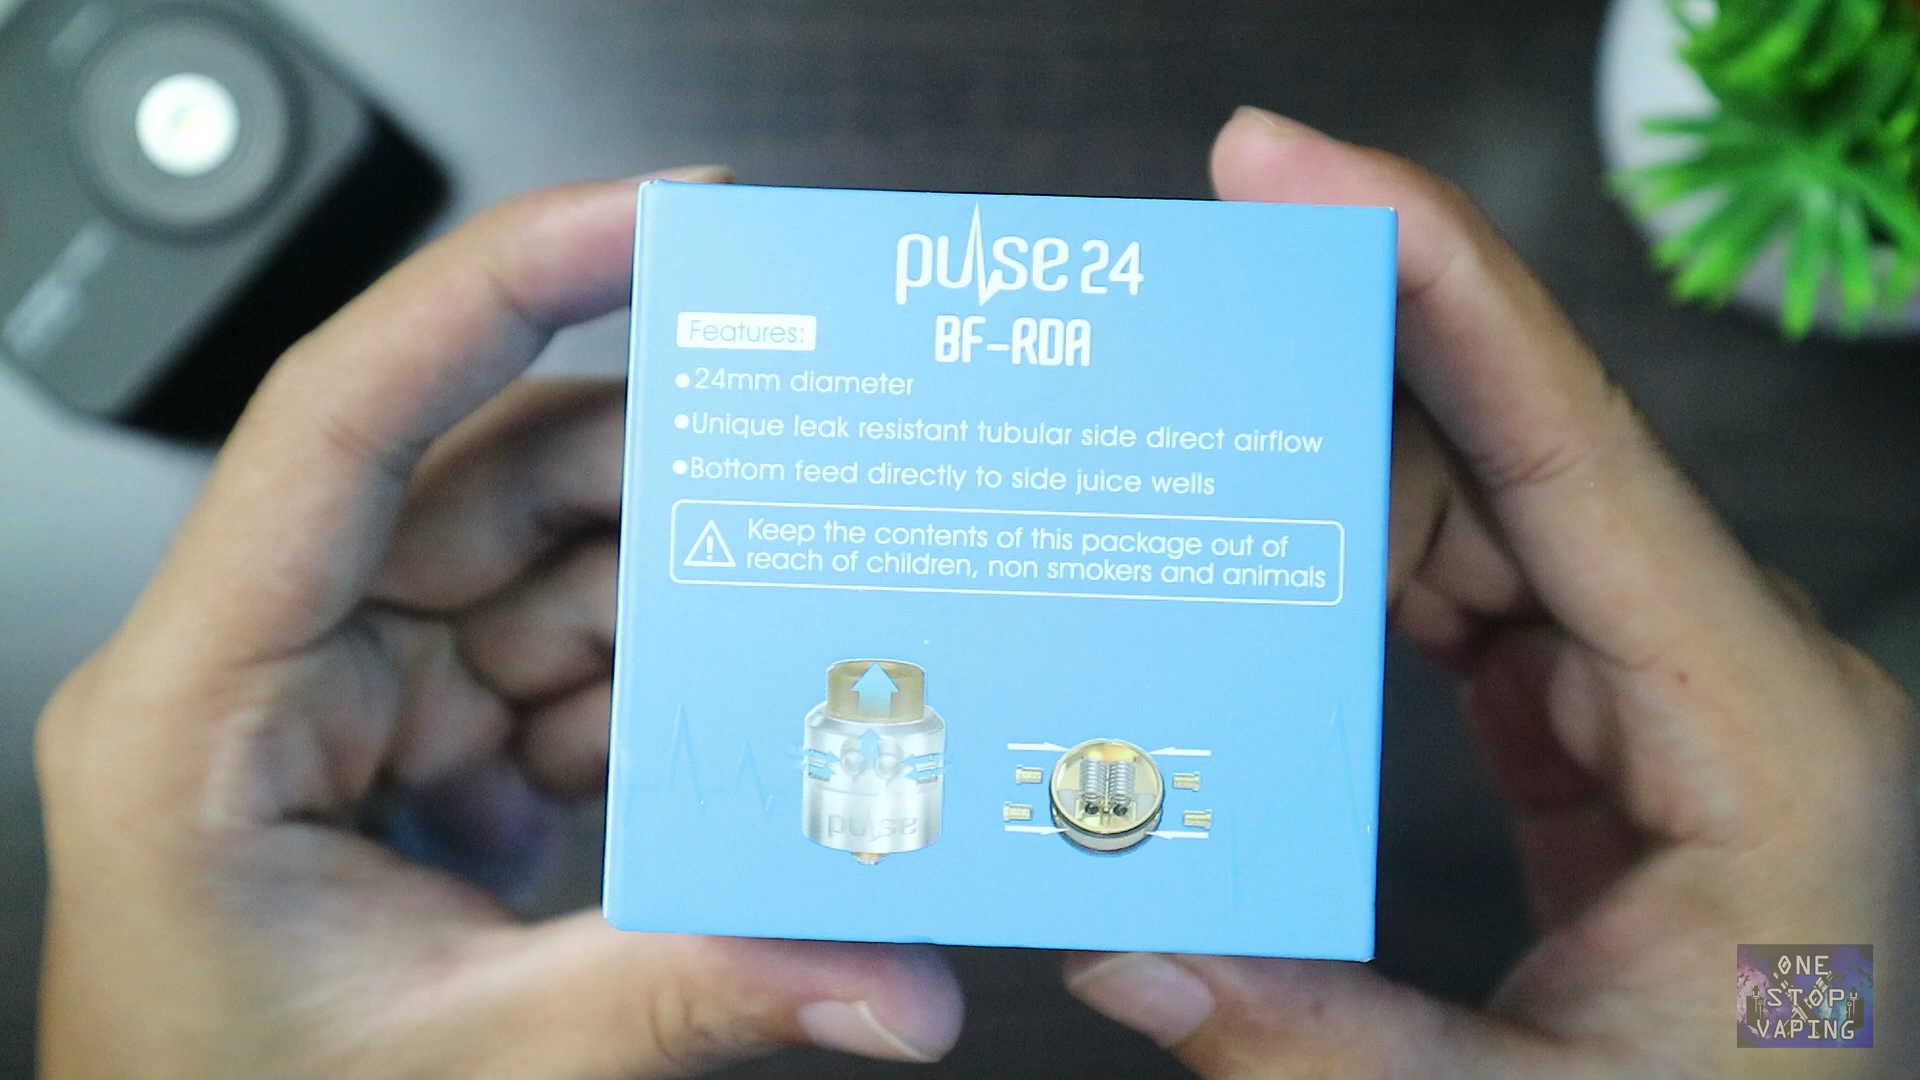 pulse 24
BF-RDA
Features:
●24mm diameter
●Unique leak resistant tubular side direct airflow
●Bottom feed directly to side juice wells
Keep the contents of this package out of
reach of children, non smokers and animals
pulse
ONE
STOP
VAPING